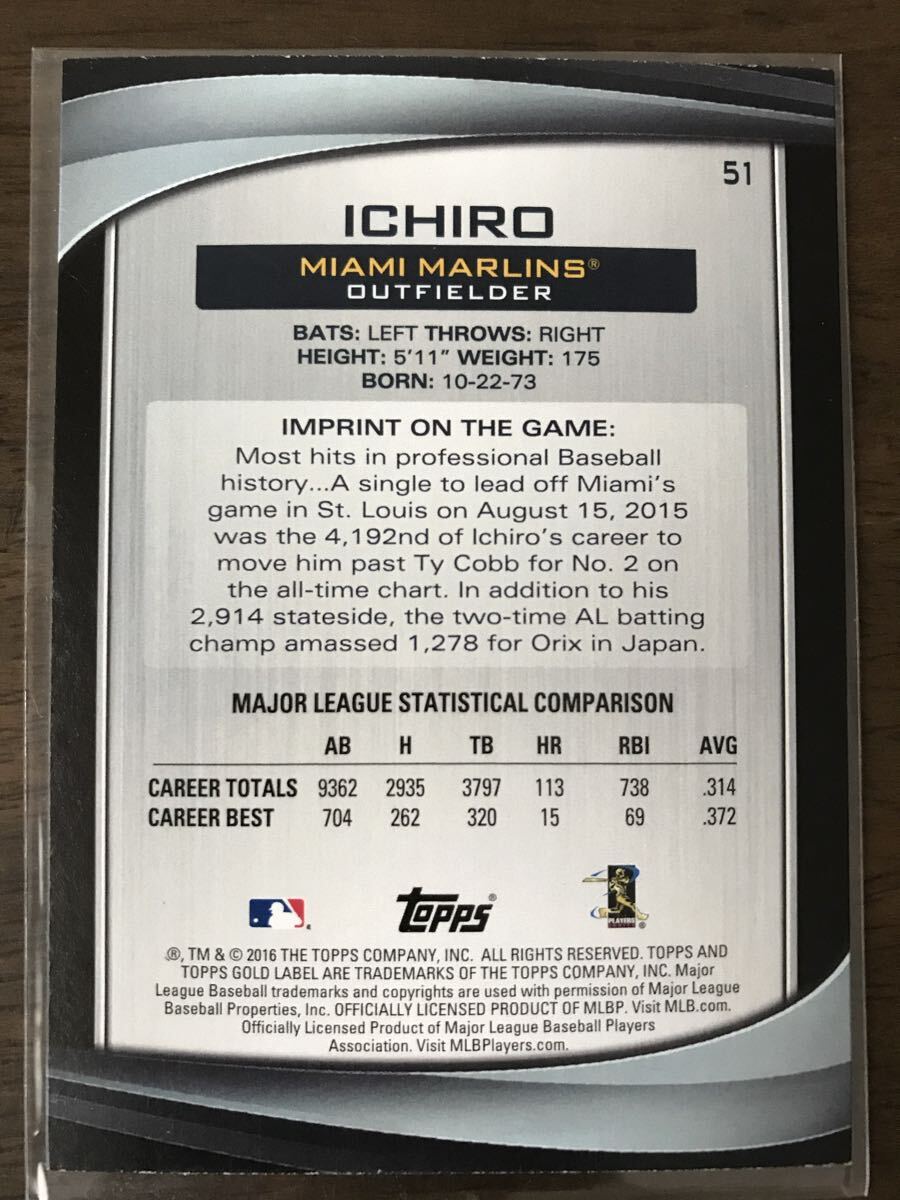 51
ICHIRO
MIAMI MARLINS®
OUTFIELDER
BATS: LEFT THROWS: RIGHT
HEIGHT: 5'11" WEIGHT: 175
BORN: 10-22-73
IMPRINT ON THE GAME:
Most hits in professional Baseball
history...A single to lead off Miami's
game in St. Louis on August 15, 2015
was the 4,192nd of Ichiro's career to
move him past Ty Cobb for No. 2 on
the all-time chart. In addition to his
2,914 stateside, the two-time AL batting
champ amassed 1,278 for Orix in Japan.
MAJOR LEAGUE STATISTICAL COMPARISON
AB H TB HR RBI AVG
CAREER TOTALS 9362 2935 3797 113 738 .314
CAREER BEST 704 262 320 15 69 .372
topps®
PLAYERS
®, TM & © 2016 THE TOPPS COMPANY, INC. ALL RIGHTS RESERVED. TOPPS AND
TOPPS GOLD LABEL ARE TRADEMARKS OF THE TOPPS COMPANY, INC. Major
League Baseball trademarks and copyrights are used with permission of Major League
Baseball Properties, Inc. OFFICIALLY LICENSED PRODUCT OF MLBP. Visit MLB.com.
Officially Licensed Product of Major League Baseball Players
Association. Visit MLBPlayers.com.